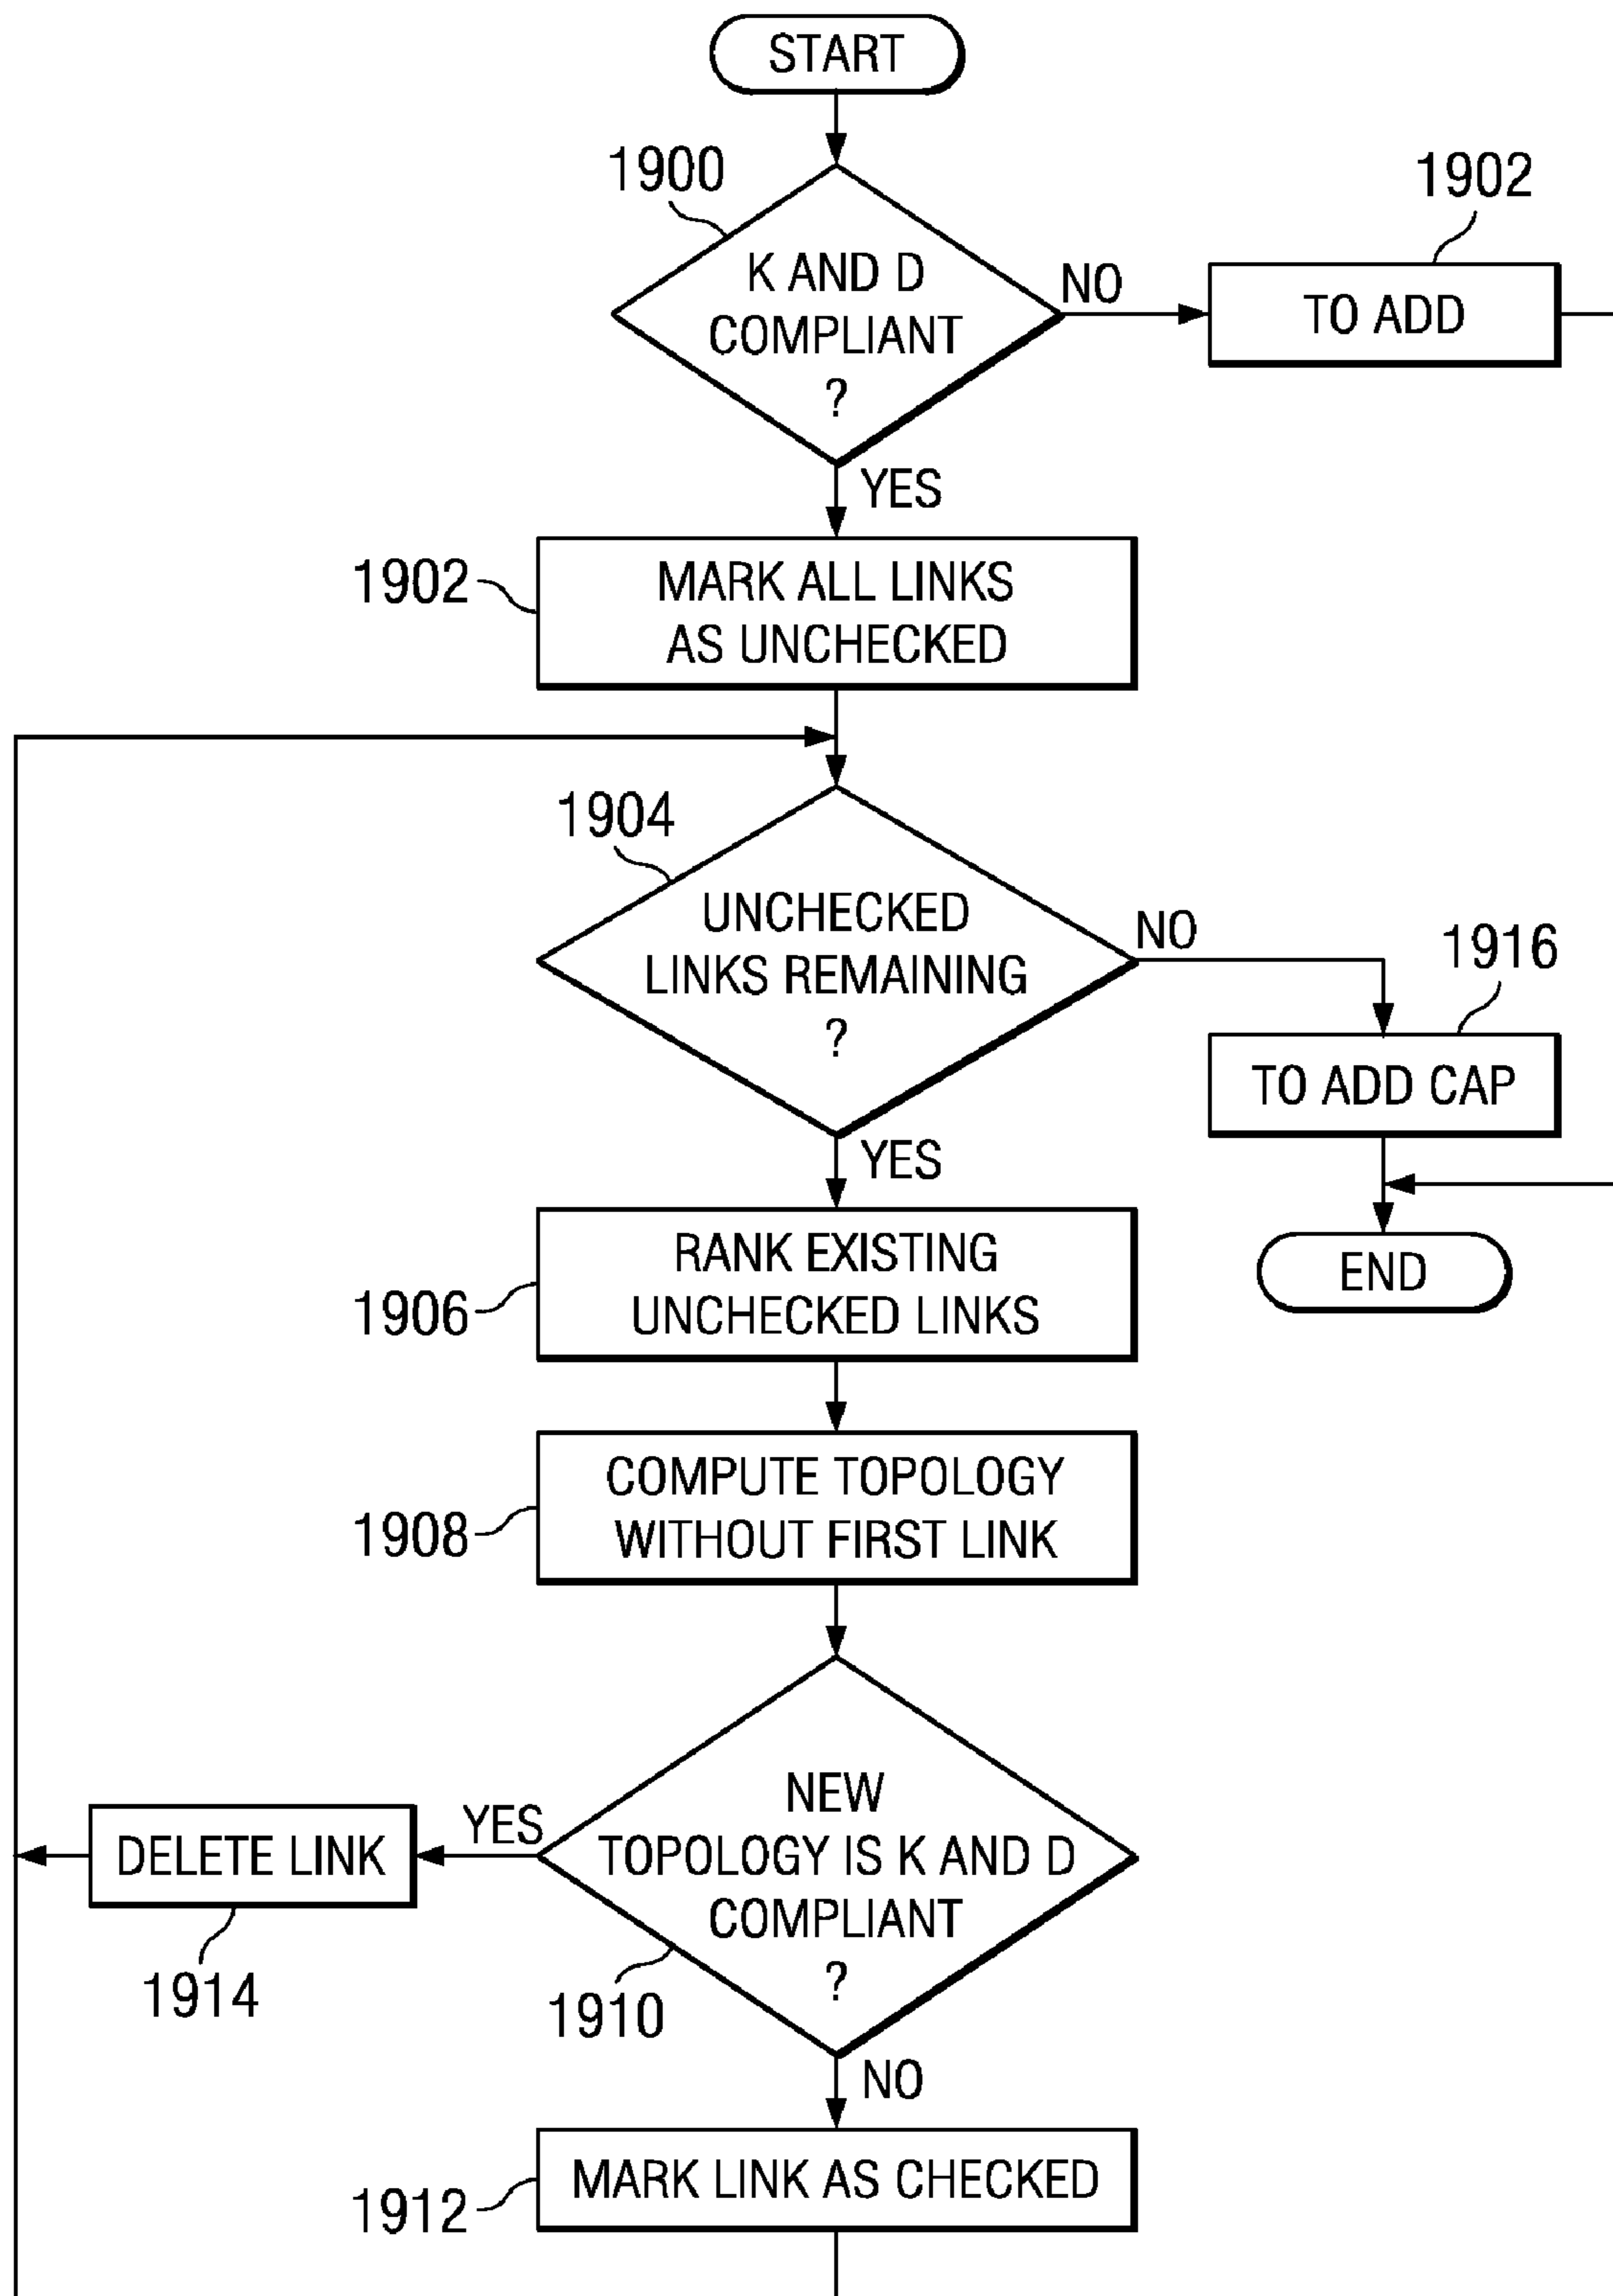 START
1900
1902
K AND D
COMPLIANT
?
NO
TO ADD
YES
1902
MARK ALL LINKS
AS UNCHECKED
1904
UNCHECKED
LINKS REMAINING
?
NO
1916
TO ADD CAP
YES
END
1906
RANK EXISTING
UNCHECKED LINKS
1908
COMPUTE TOPOLOGY
WITHOUT FIRST LINK
NEW
TOPOLOGY IS K AND D
COMPLIANT
?
YES
DELETE LINK
1914
1910
NO
1912
MARK LINK AS CHECKED